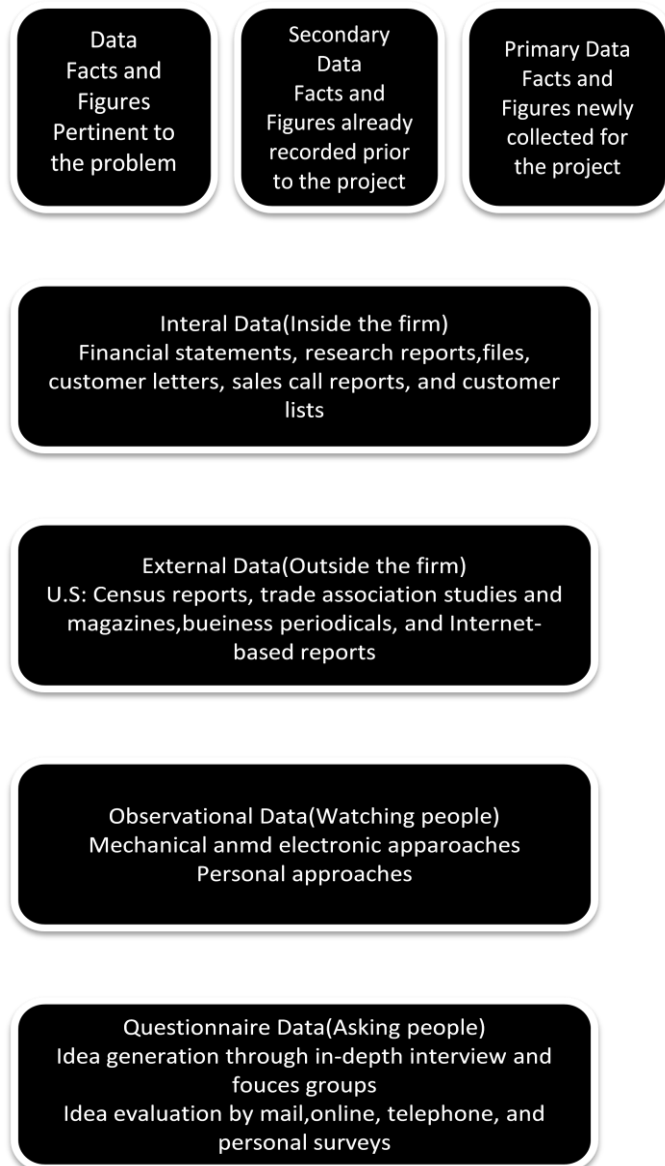 Data
Facts and
Figures
Pertinent to
the problem
Secondary
Data
Facts and
Figures already
recorded prior
to the project
Primary Data
Facts and
Figures newly
collected for
the project
Interal Data(Inside the firm)
Financial statements, research reports,files,
customer letters, sales call reports, and customer
lists
External Data(Outside the firm)
U.S: Census reports, trade association studies and
magazines,bueiness periodicals, and Internet-
based reports
Observational Data(Watching people)
Mechanical anmd electronic apparoaches
Personal approaches
Questionnaire Data(Asking people)
Idea generation through in-depth interview and
fouces groups
Idea evaluation by mail,online, telephone, and
personal surveys